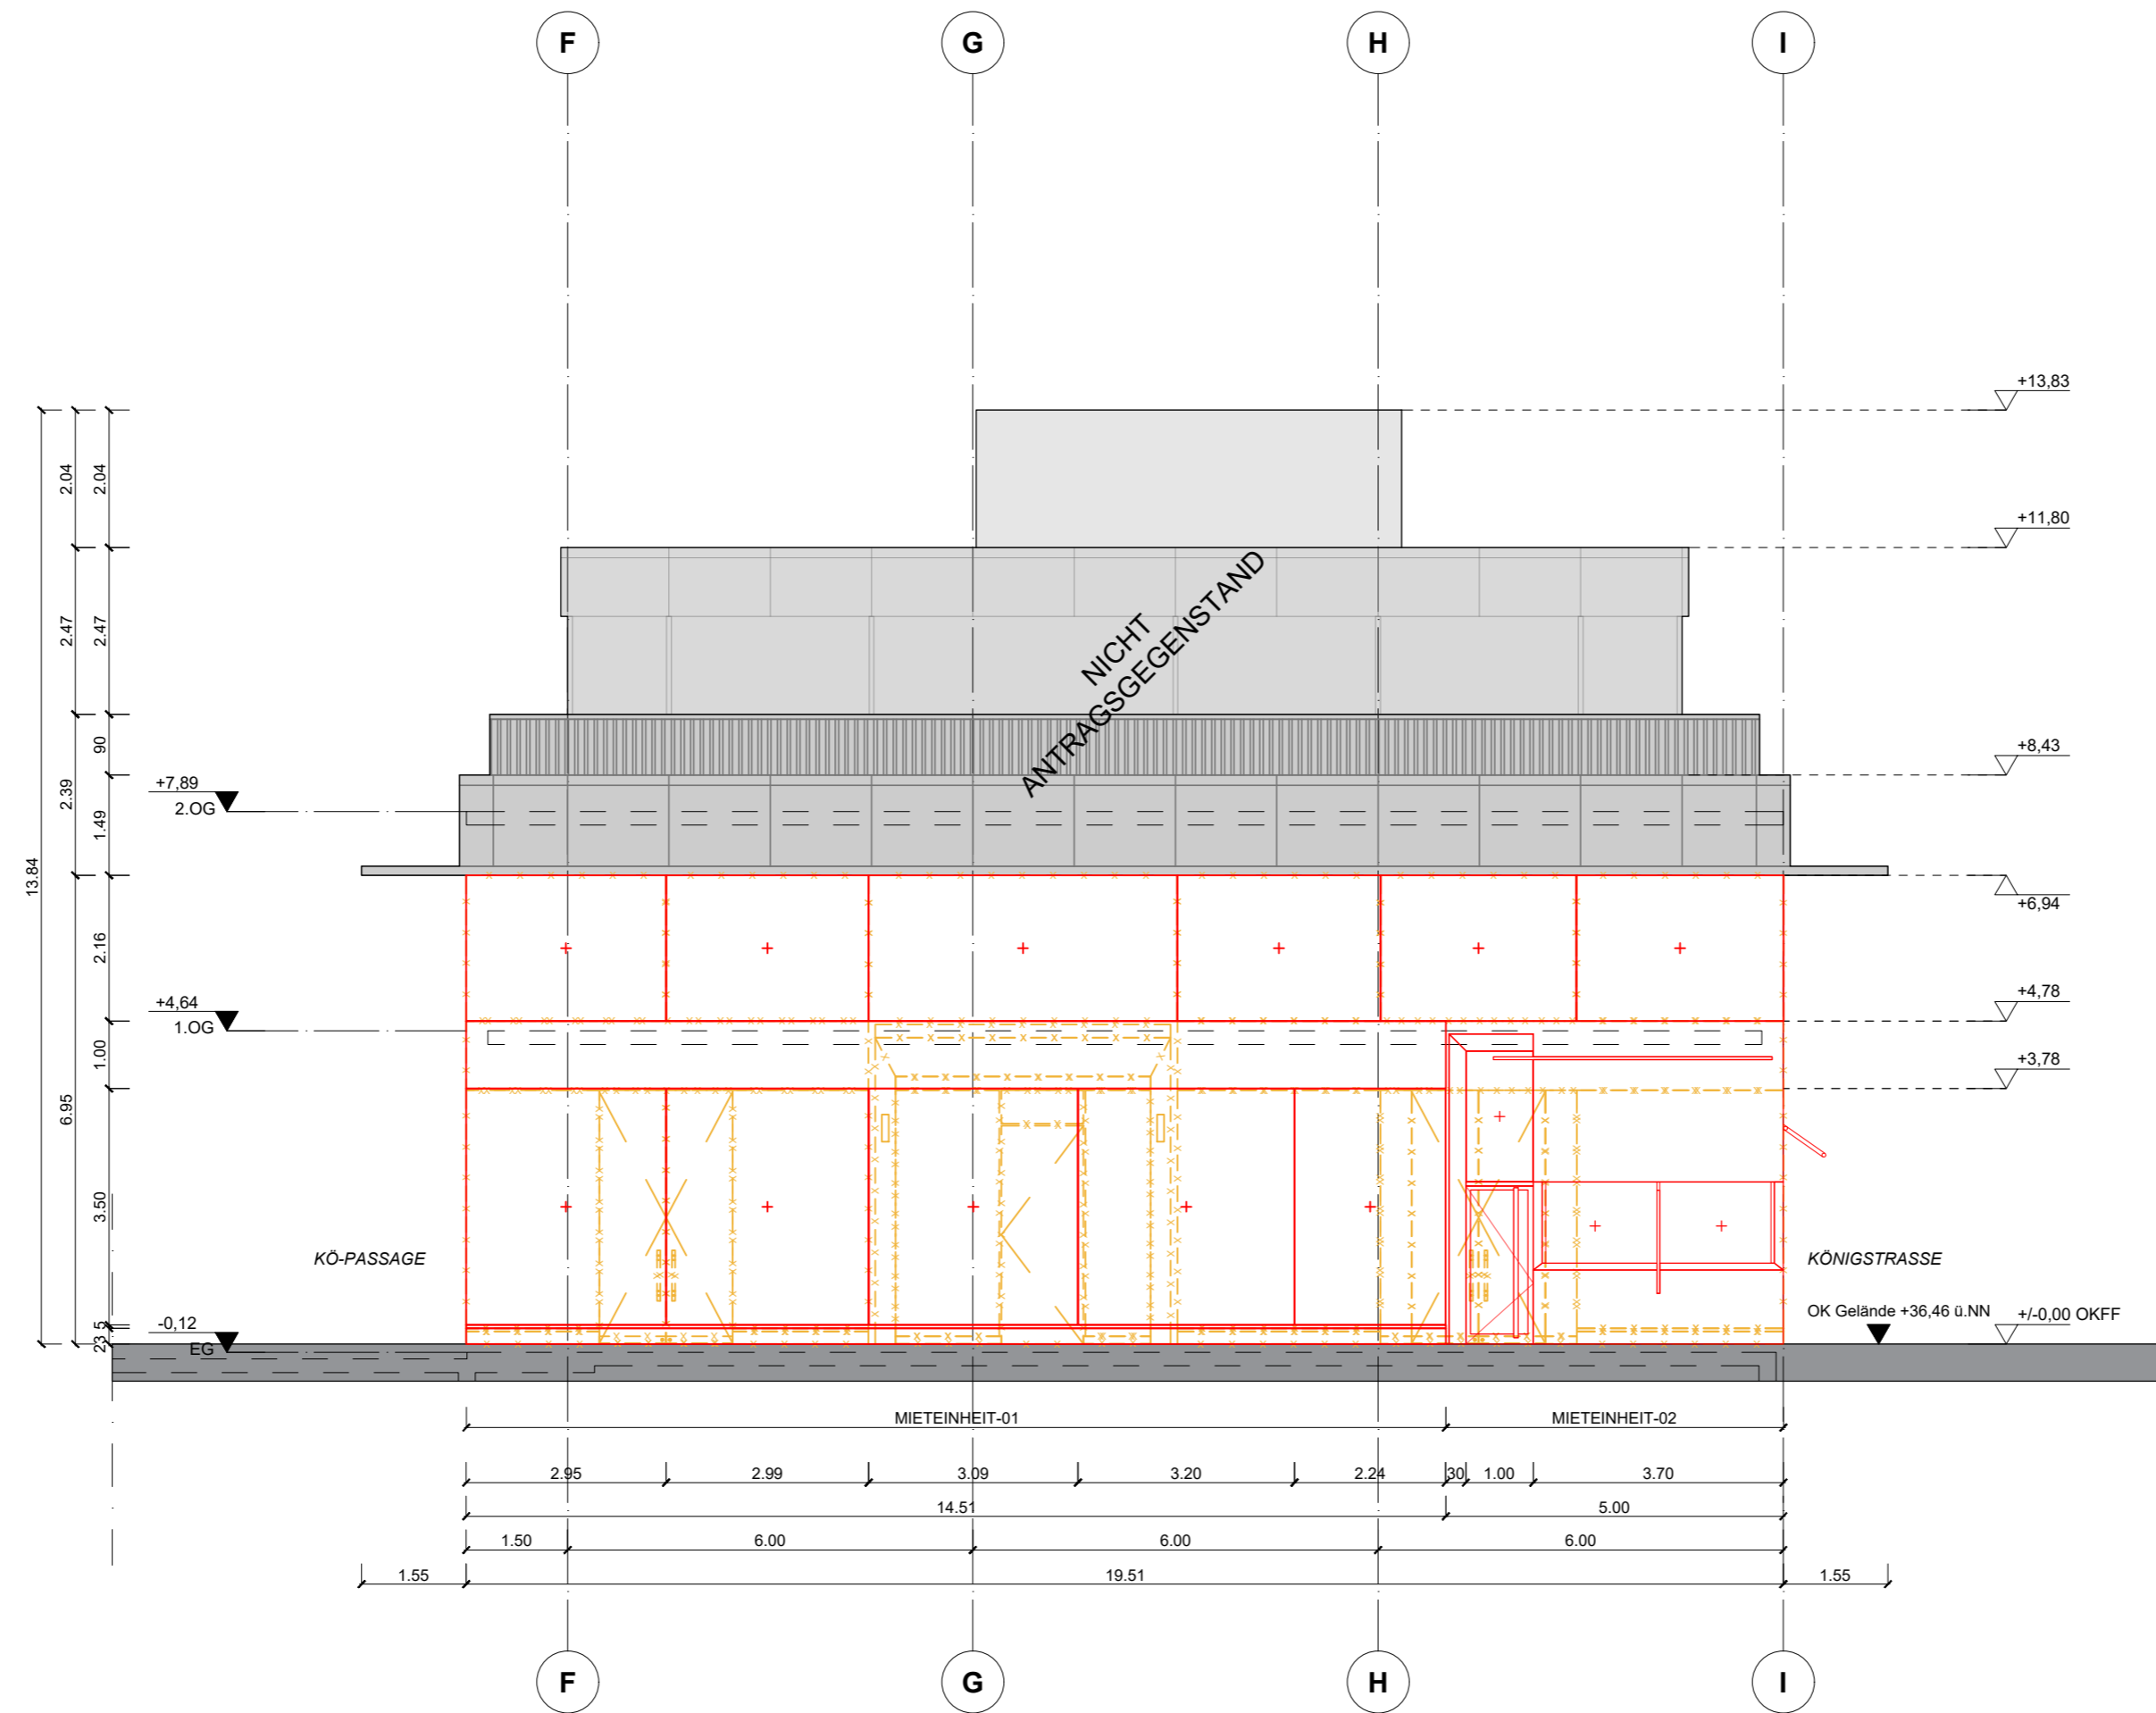 F G H I
+13,83
2.04 2.04
+11,80
NICHT
ANTRAGSGEGENSTAND
2.47 2.47
90
+8,43
2.39
+7,89
2.OG
1.49
13.84
+6,94
2.16
+4,78
+4,64
1.OG
1.00
+3,78
6.95
3.50
KÖ-PASSAGE
KÖNIGSTRASSE
OK Gelände +36,46 ü.NN
+/-0,00 OKFF
-0,12
EG
MIETEINHEIT-01 MIETEINHEIT-02
2.95 2.99 3.09 3.20 2.24 30 1.00 3.70
14.51 5.00
1.50 6.00 6.00 6.00
1.55 19.51 1.55
F G H I